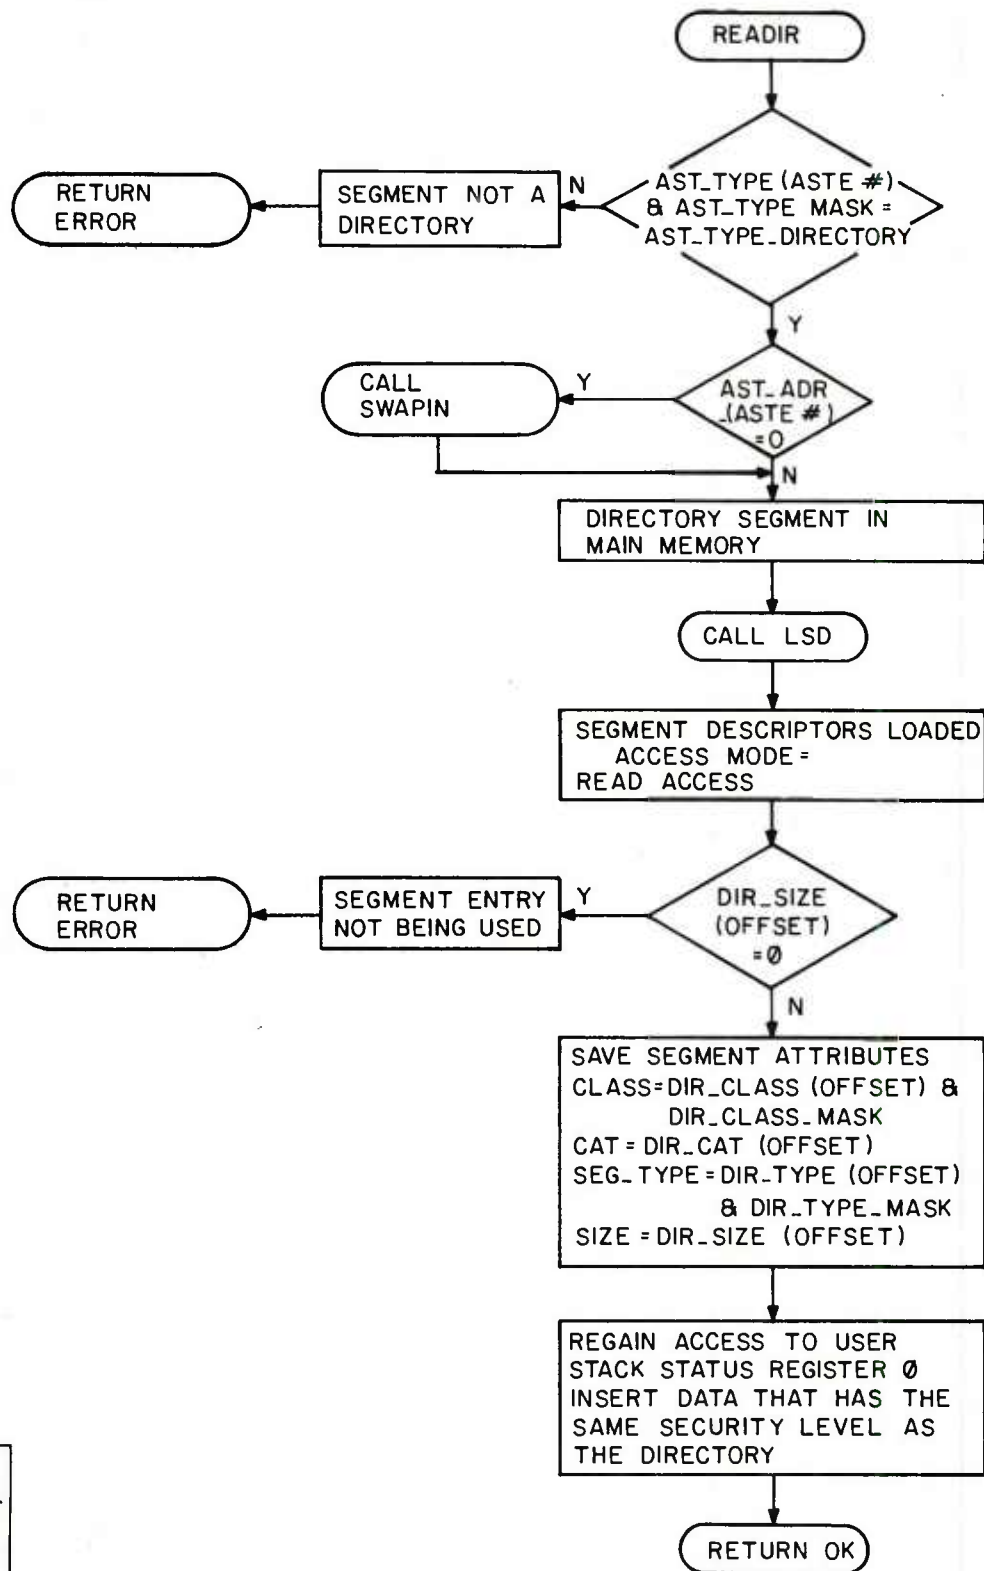 READIR
AST_TYPE (ASTE #)
& AST_TYPE MASK =
AST_TYPE_DIRECTORY
N
SEGMENT NOT A
DIRECTORY
RETURN
ERROR
Y
AST_ADR
(ASTE #)
=0
Y
CALL
SWAPIN
N
DIRECTORY SEGMENT IN
MAIN MEMORY
CALL LSD
SEGMENT DESCRIPTORS LOADED
ACCESS MODE =
READ ACCESS
DIR_SIZE
(OFFSET)
=Ø
Y
SEGMENT ENTRY
NOT BEING USED
RETURN
ERROR
N
SAVE SEGMENT ATTRIBUTES
CLASS=DIR_CLASS (OFFSET) &
DIR_CLASS_MASK
CAT = DIR_CAT (OFFSET)
SEG_TYPE = DIR_TYPE (OFFSET)
& DIR_TYPE_MASK
SIZE = DIR_SIZE (OFFSET)
REGAIN ACCESS TO USER
STACK STATUS REGISTER Ø
INSERT DATA THAT HAS THE
SAME SECURITY LEVEL AS
THE DIRECTORY
RETURN OK